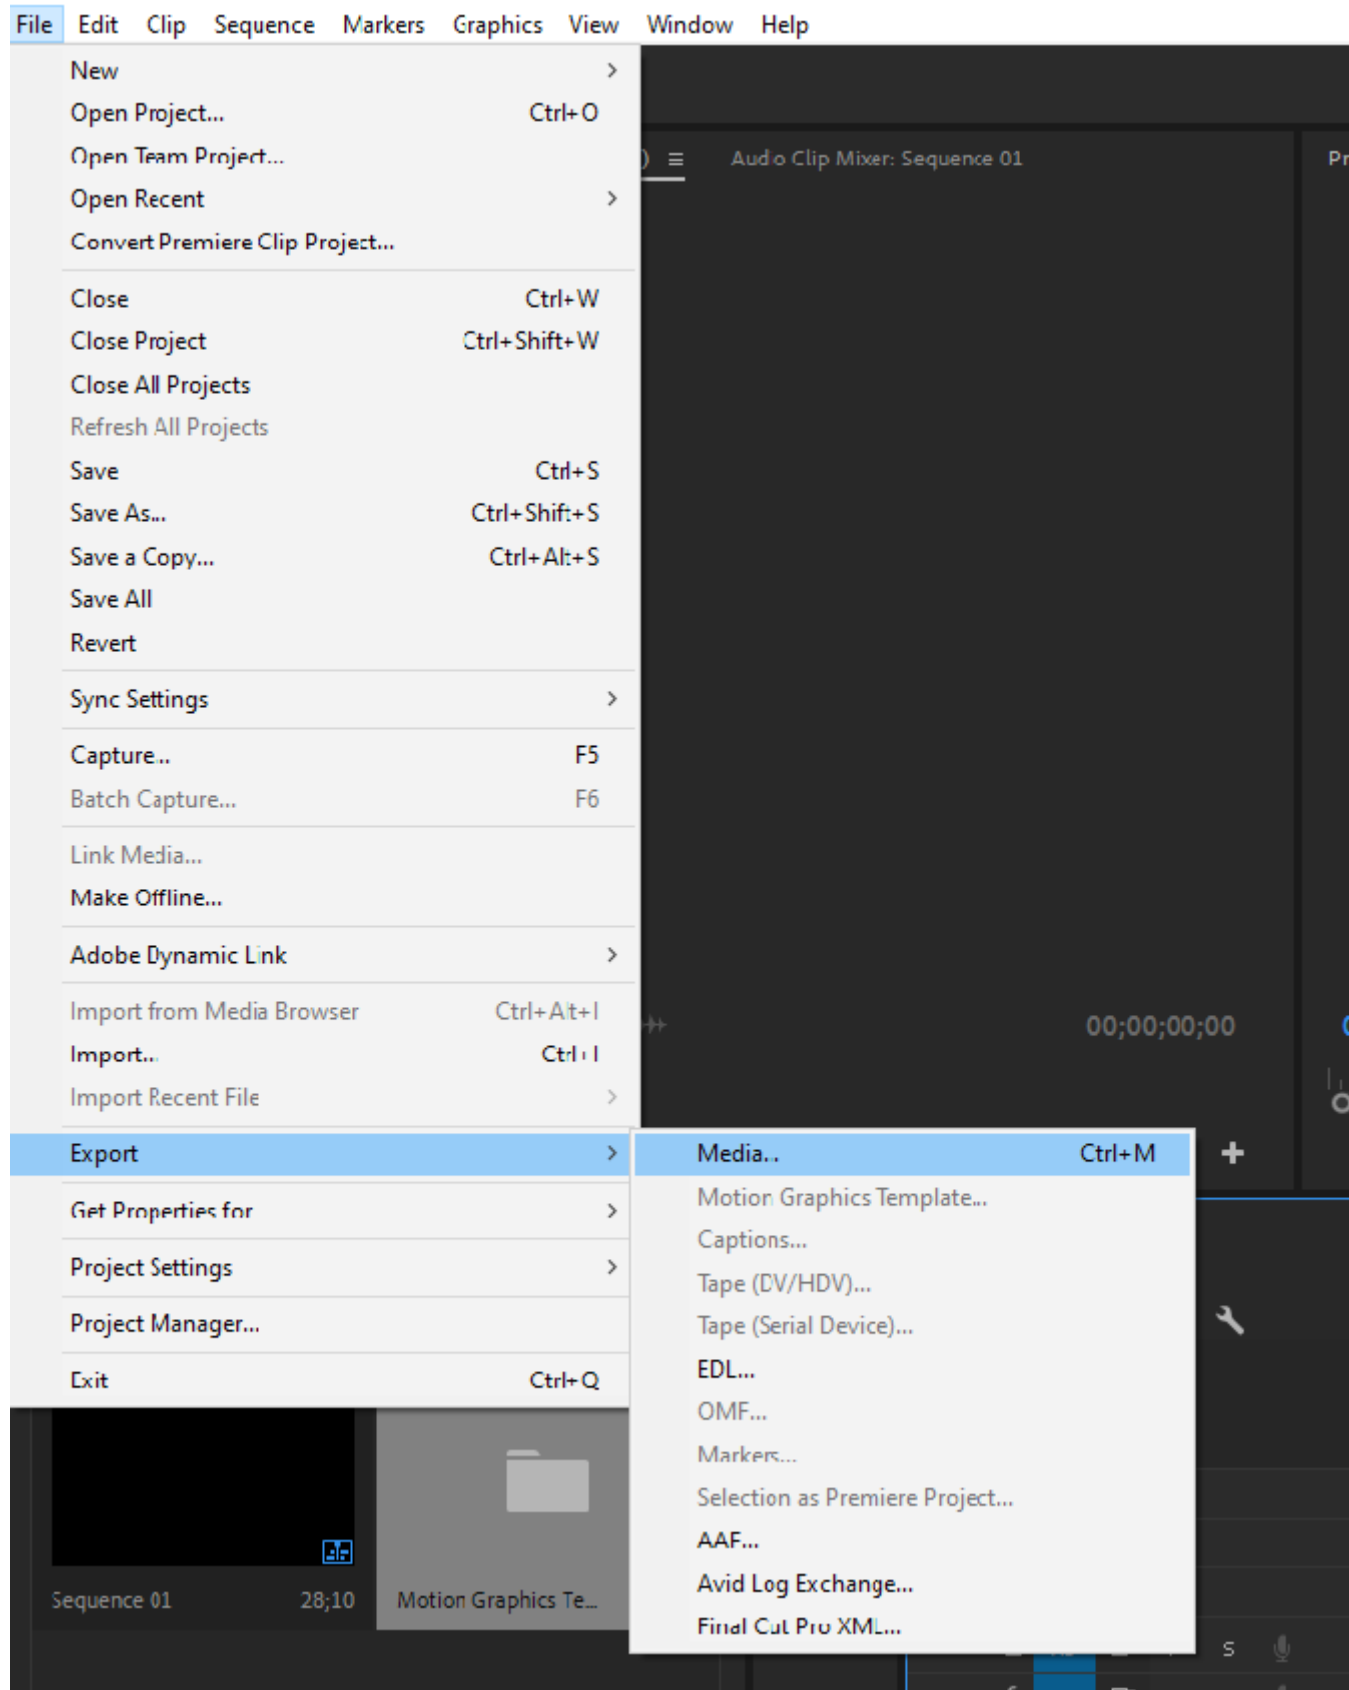 File Edit Clip Sequence Markers Graphics View Window Help
New >
Open Project... Ctrl+O
Open Team Project...
Open Recent >
Convert Premiere Clip Project...
Close Ctrl+W
Close Project Ctrl+Shift+W
Close All Projects
Refresh All Projects
Save Ctrl+S
Save As... Ctrl+Shift+S
Save a Copy... Ctrl+Alt+S
Save All
Revert
Sync Settings >
Capture... F5
Batch Capture... F6
Link Media...
Make Offline...
Adobe Dynamic Link >
Import from Media Browser Ctrl+Alt+I
Import... Ctrl+I
Import Recent File >
Export >
Get Properties for >
Project Settings >
Project Manager...
Exit Ctrl+Q
Audio Clip Mixer: Sequence 01
00;00;00;00
Media... Ctrl+M
Motion Graphics Template...
Captions...
Tape (DV/HDV)...
Tape (Serial Device)...
EDL...
OMF...
Markers...
Selection as Premiere Project...
AAF...
Avid Log Exchange...
Final Cut Pro XML...
Sequence 01 28;10
Motion Graphics Te...
S